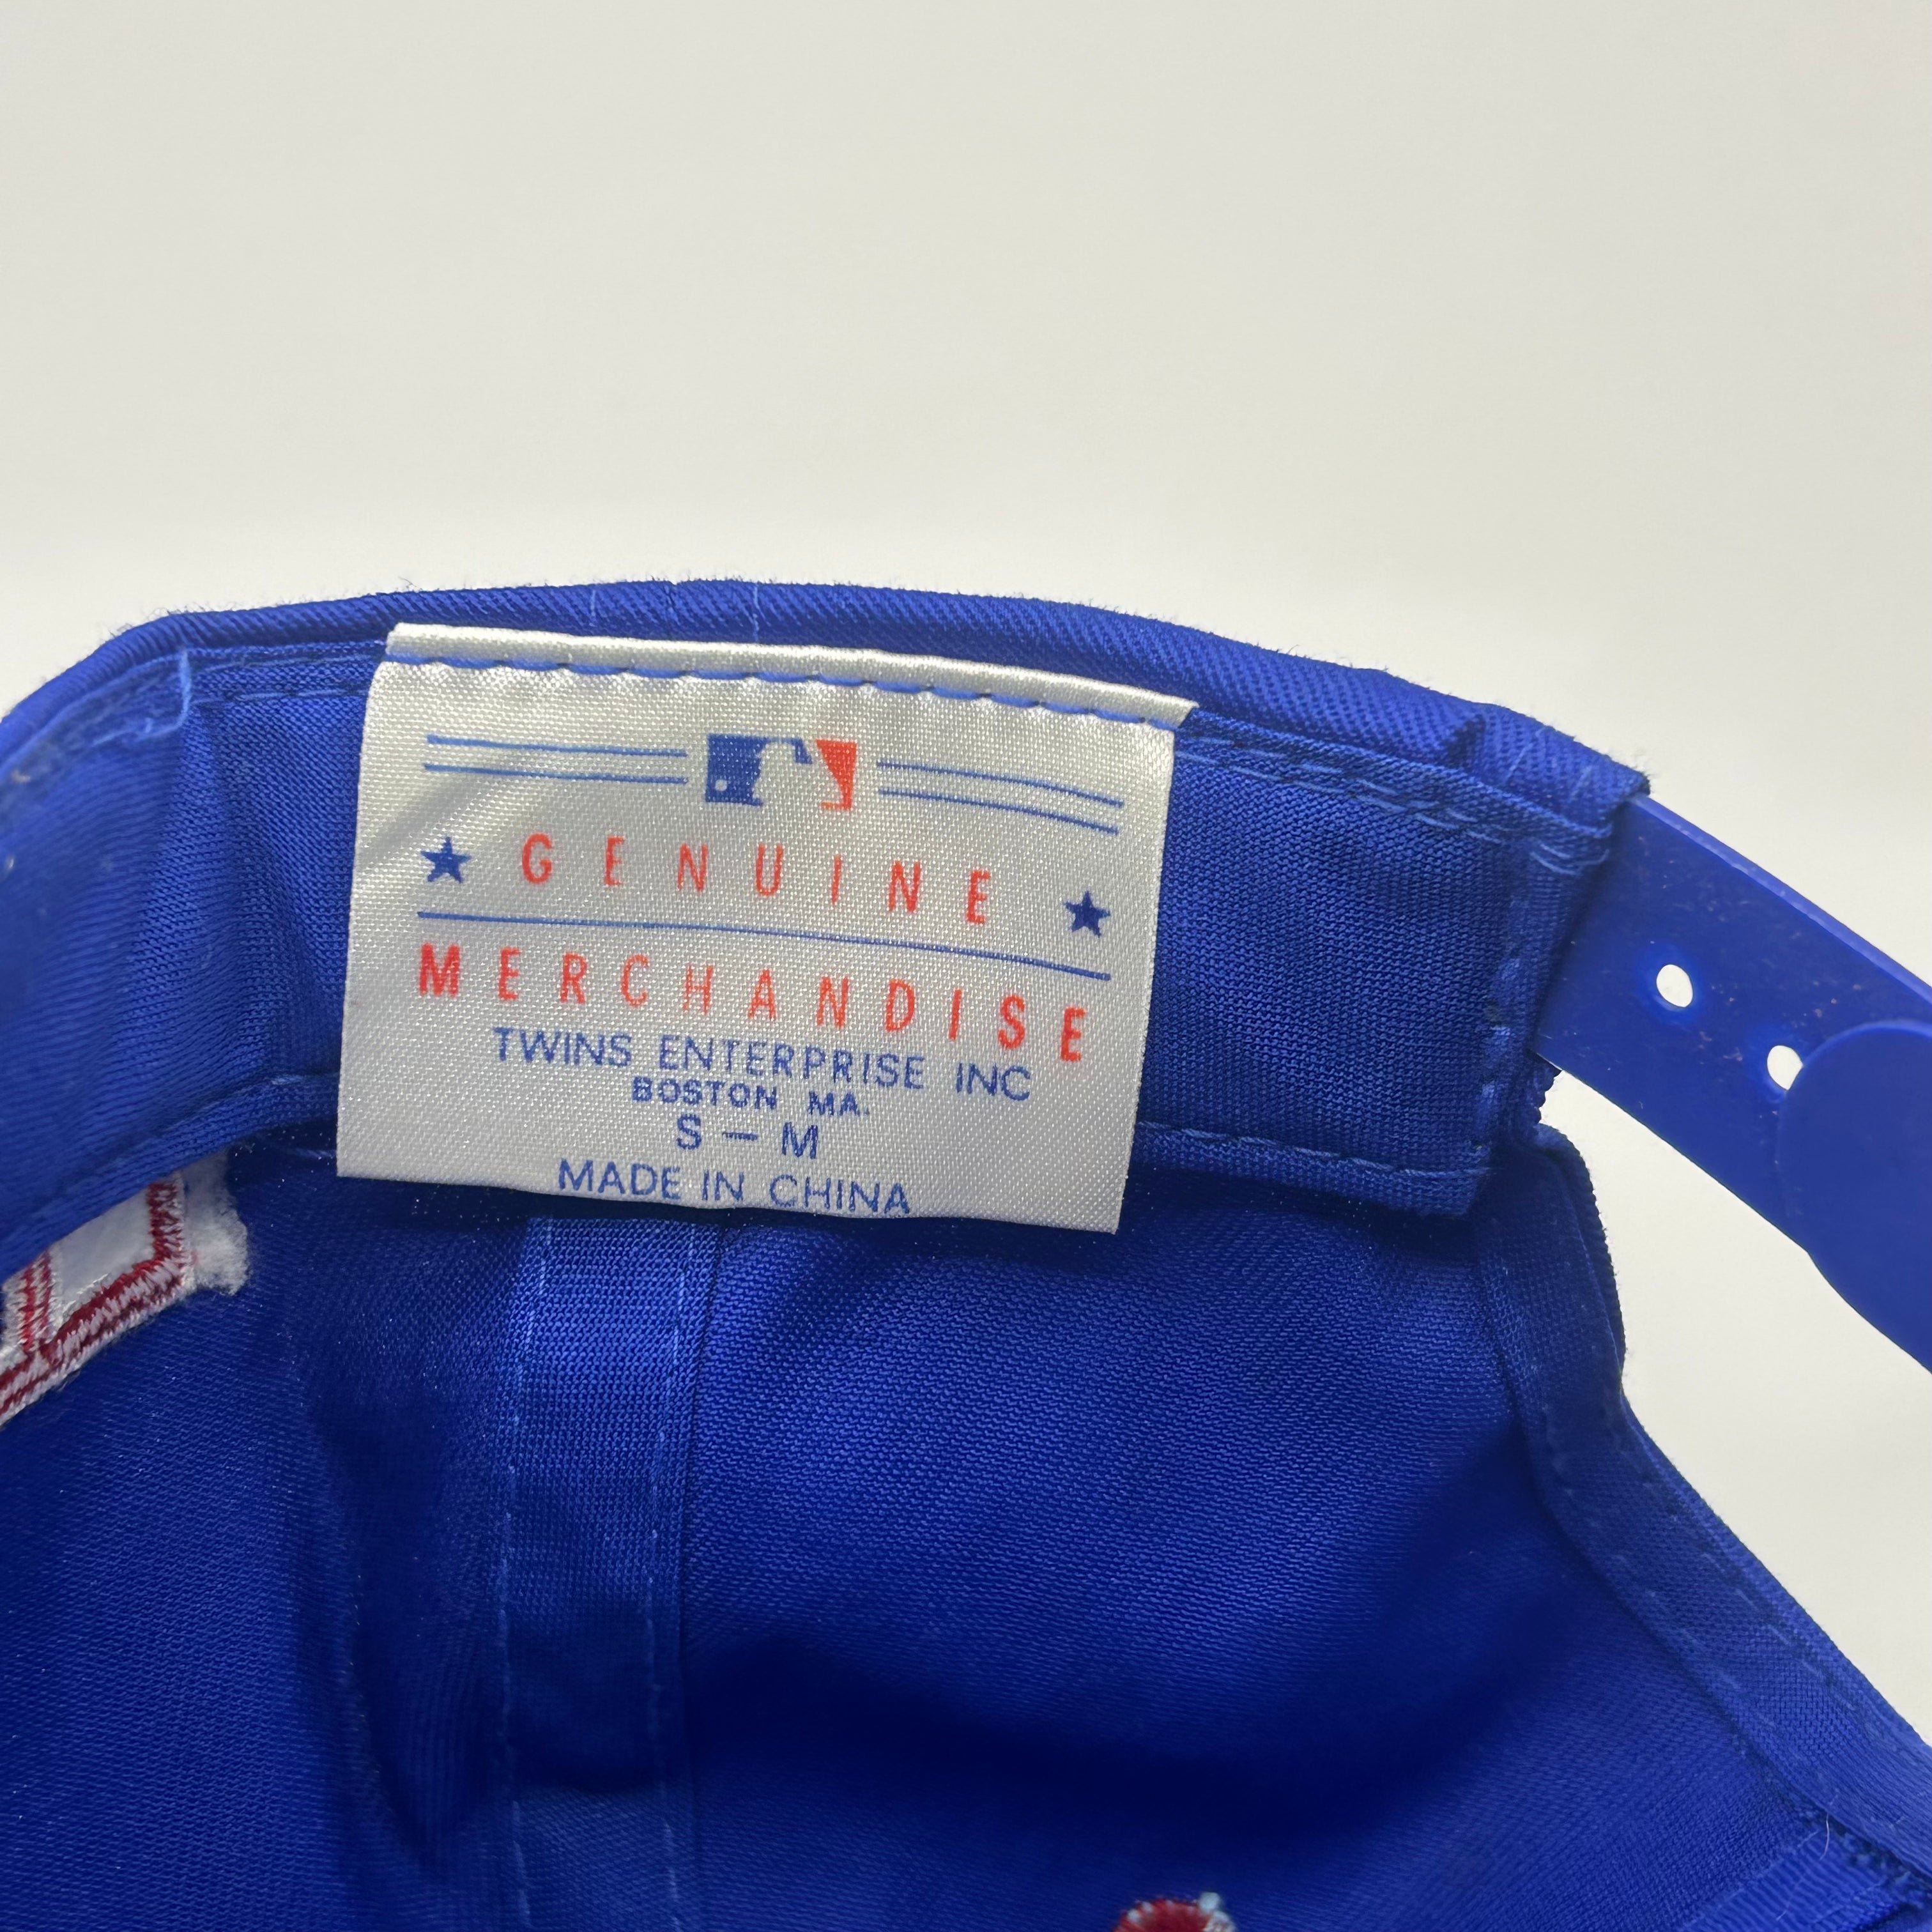 GENUINE
MERCHANDISE
TWINS ENTERPRISE INC
BOSTON MA.
S – M
MADE IN CHINA